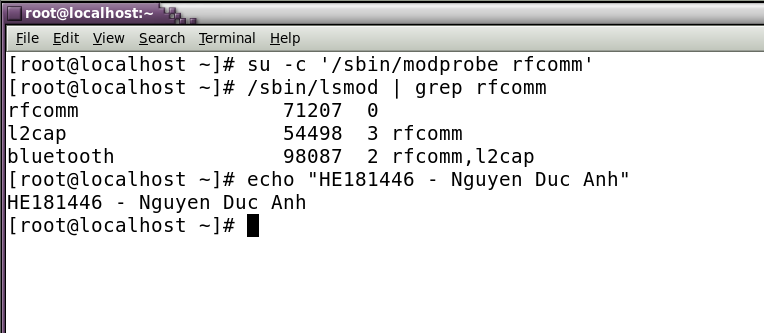 root@localhost:~
File Edit View Search Terminal Help
[root@localhost ~]# su -c '/sbin/modprobe rfcomm'
[root@localhost ~]# /sbin/lsmod | grep rfcomm
rfcomm                 71207  0
l2cap                  54498  3 rfcomm
bluetooth              98087  2 rfcomm,l2cap
[root@localhost ~]# echo "HE181446 - Nguyen Duc Anh"
HE181446 - Nguyen Duc Anh
[root@localhost ~]#